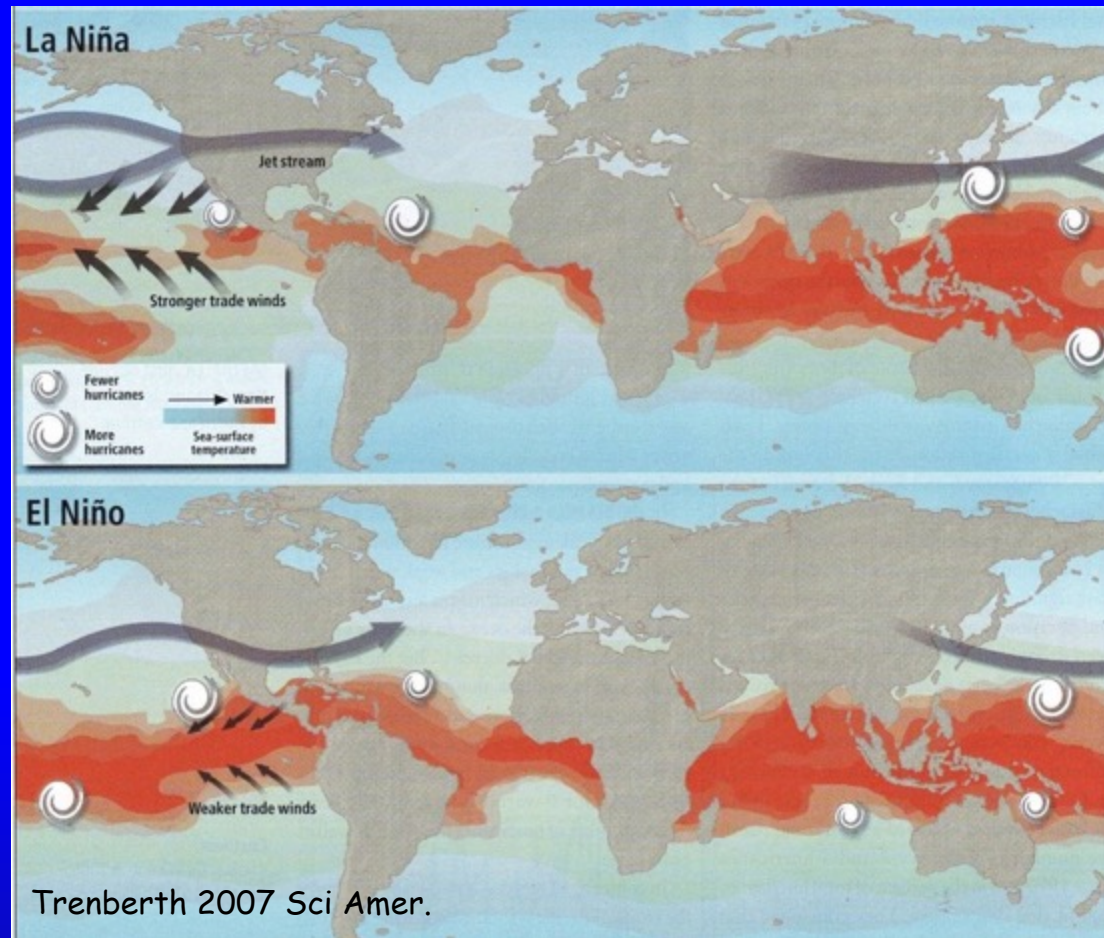 La Niña
Jet stream
Stronger trade winds
Fewer
hurricanes
Warmer
More
hurricanes
Sea-surface
temperature
El Niño
Weaker trade winds
Trenberth 2007 Sci Amer.